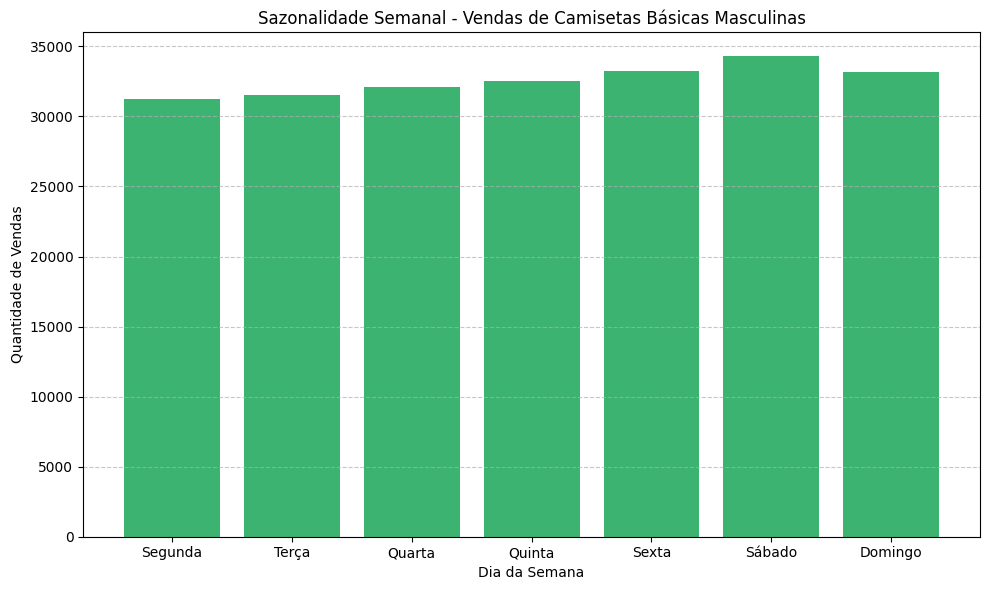 Sazonalidade Semanal - Vendas de Camisetas Básicas Masculinas
Quantidade de Vendas
35000
30000
25000
20000
15000
10000
5000
0
Segunda Terça Quarta Quinta Sexta Sábado Domingo
Dia da Semana